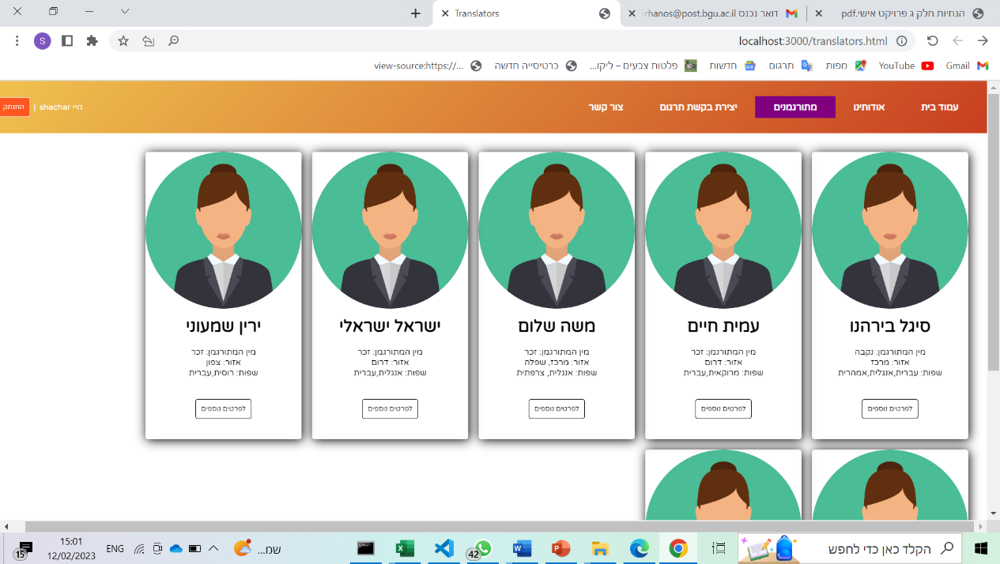 הנחיות חלק ג פרויקט אישי.pdf
דואר נכנס irhanos@post.bgu.ac.il
Translators
localhost:3000/translators.html
S
Gmail
YouTube
מפות
תרגום
חדשות
פלטות צבעים – ליקו...
כרטיסייה חדשה
view-source:https://...
עמוד בית
אודותינו
מתורגמנים
יצירת בקשת תרגום
צור קשר
היי shachar |
התנתק
סיגל בירהנו
מין המתורגמן: נקבה
אזור: מרכז
שפות: עברית,אנגלית,אמהרית
לפרטים נוספים
עמית חיים
מין המתורגמן: זכר
אזור: דרום
שפות: מרוקאית,עברית
לפרטים נוספים
משה שלום
מין המתורגמן: זכר
אזור: מרכז, שפלה
שפות: אנגלית, צרפתית
לפרטים נוספים
ישראל ישראלי
מין המתורגמן: זכר
אזור: דרום
שפות: אנגלית,עברית
לפרטים נוספים
ירין שמעוני
מין המתורגמן: זכר
אזור: צפון
שפות: רוסית,עברית
לפרטים נוספים
הקלד כאן כדי לחפש
42
שמ...
ENG
15:01
12/02/2023
15